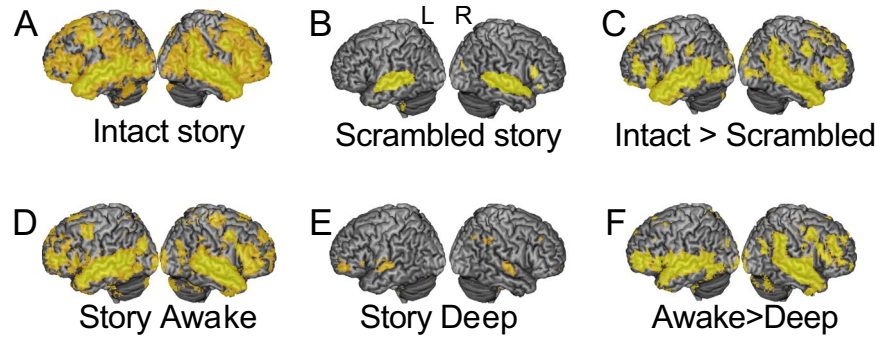 A
B
L R
C
Intact story
Scrambled story
Intact > Scrambled
D
E
F
Story Awake
Story Deep
Awake>Deep